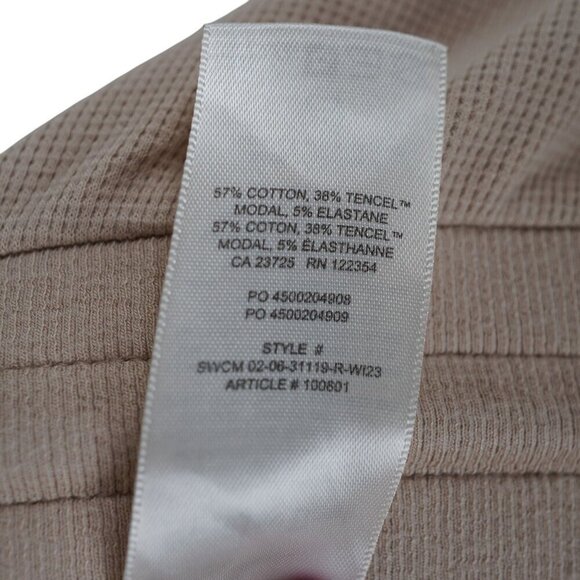 57% COTTON, 38% TENCEL™
MODAL, 5% ELASTANE
57% COTON, 38% TENCEL™
MODAL, 5% ÉLASTHANNE
CA 23725 RN 122354
PO 4500204908
PO 4500204909
STYLE #
SWCM 02-06-31119-R-WI23
ARTICLE # 100801